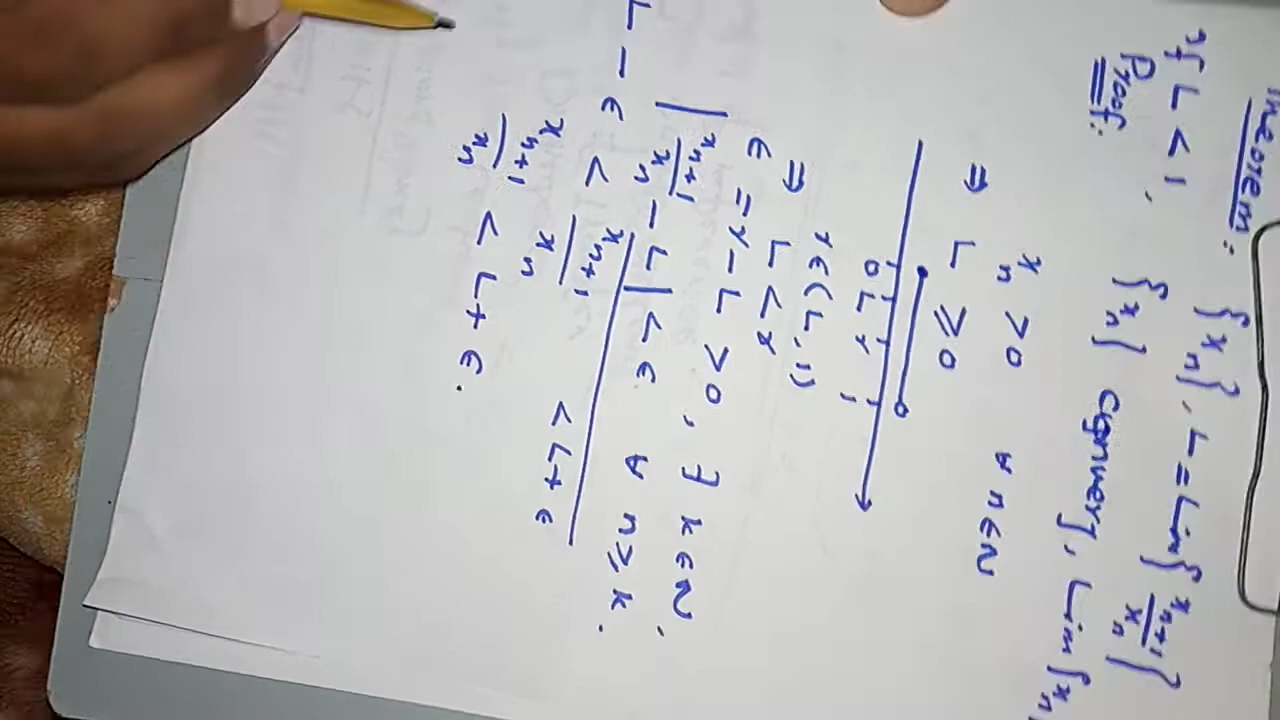 Theorem: {xₙ}, L = Lim{xₙ₊₁/xₙ}
If L < 1, {xₙ} converg, Lim{xₙ
Proof:
xₙ > 0 ∀ n∈N
⇒ L ≥ 0
0 L r 1
r∈(L, 1)
⇒ L < r
ε = r - L > 0, ∃ k∈N.
|xₙ₊₁/xₙ - L| < ε ∀ n ≥ k.
L - ε < xₙ₊₁/xₙ < L + ε
xₙ₊₁/xₙ < L + ε.